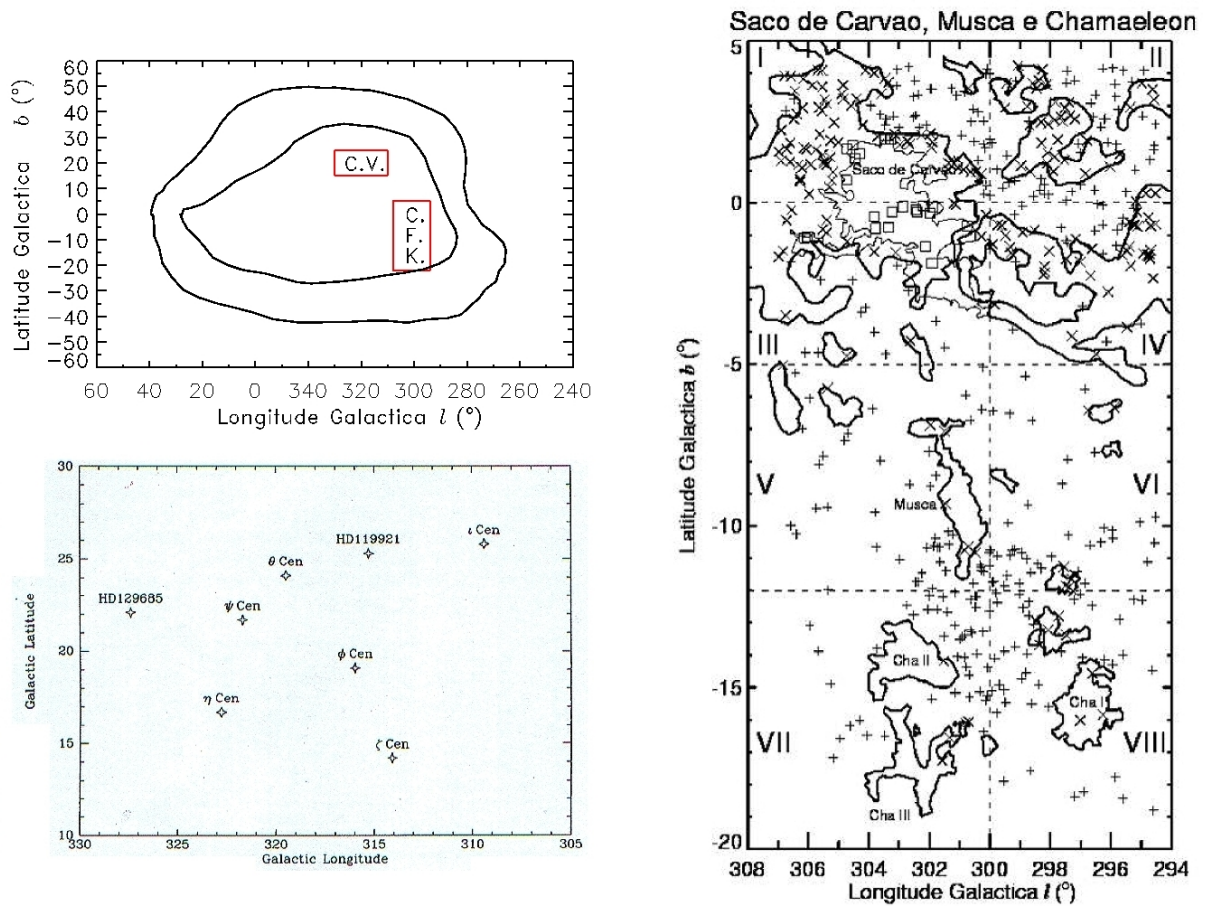 60
50
40
30
20
10
0
−10
−20
−30
−40
−50
−60
Latitude Galactica b (°)
C.V.
C.
F.
K.
60 40 20 0 340 320 300 280 260 240
Longitude Galactica l (°)
30
25
20
15
10
Galactic Latitude
HD129685
ψ Cen
θ Cen
HD119921
ι Cen
φ Cen
η Cen
ζ Cen
330 325 320 315 310 305
Galactic Longitude
Saco de Carvao, Musca e Chamaeleon
5
0
-5
-10
-15
-20
Latitude Galactica b (°)
I II
Saco de Carvao
III IV
V VI
Musca
Cha II
Cha I
VII VIII
Cha III
308 306 304 302 300 298 296 294
Longitude Galactica l (°)